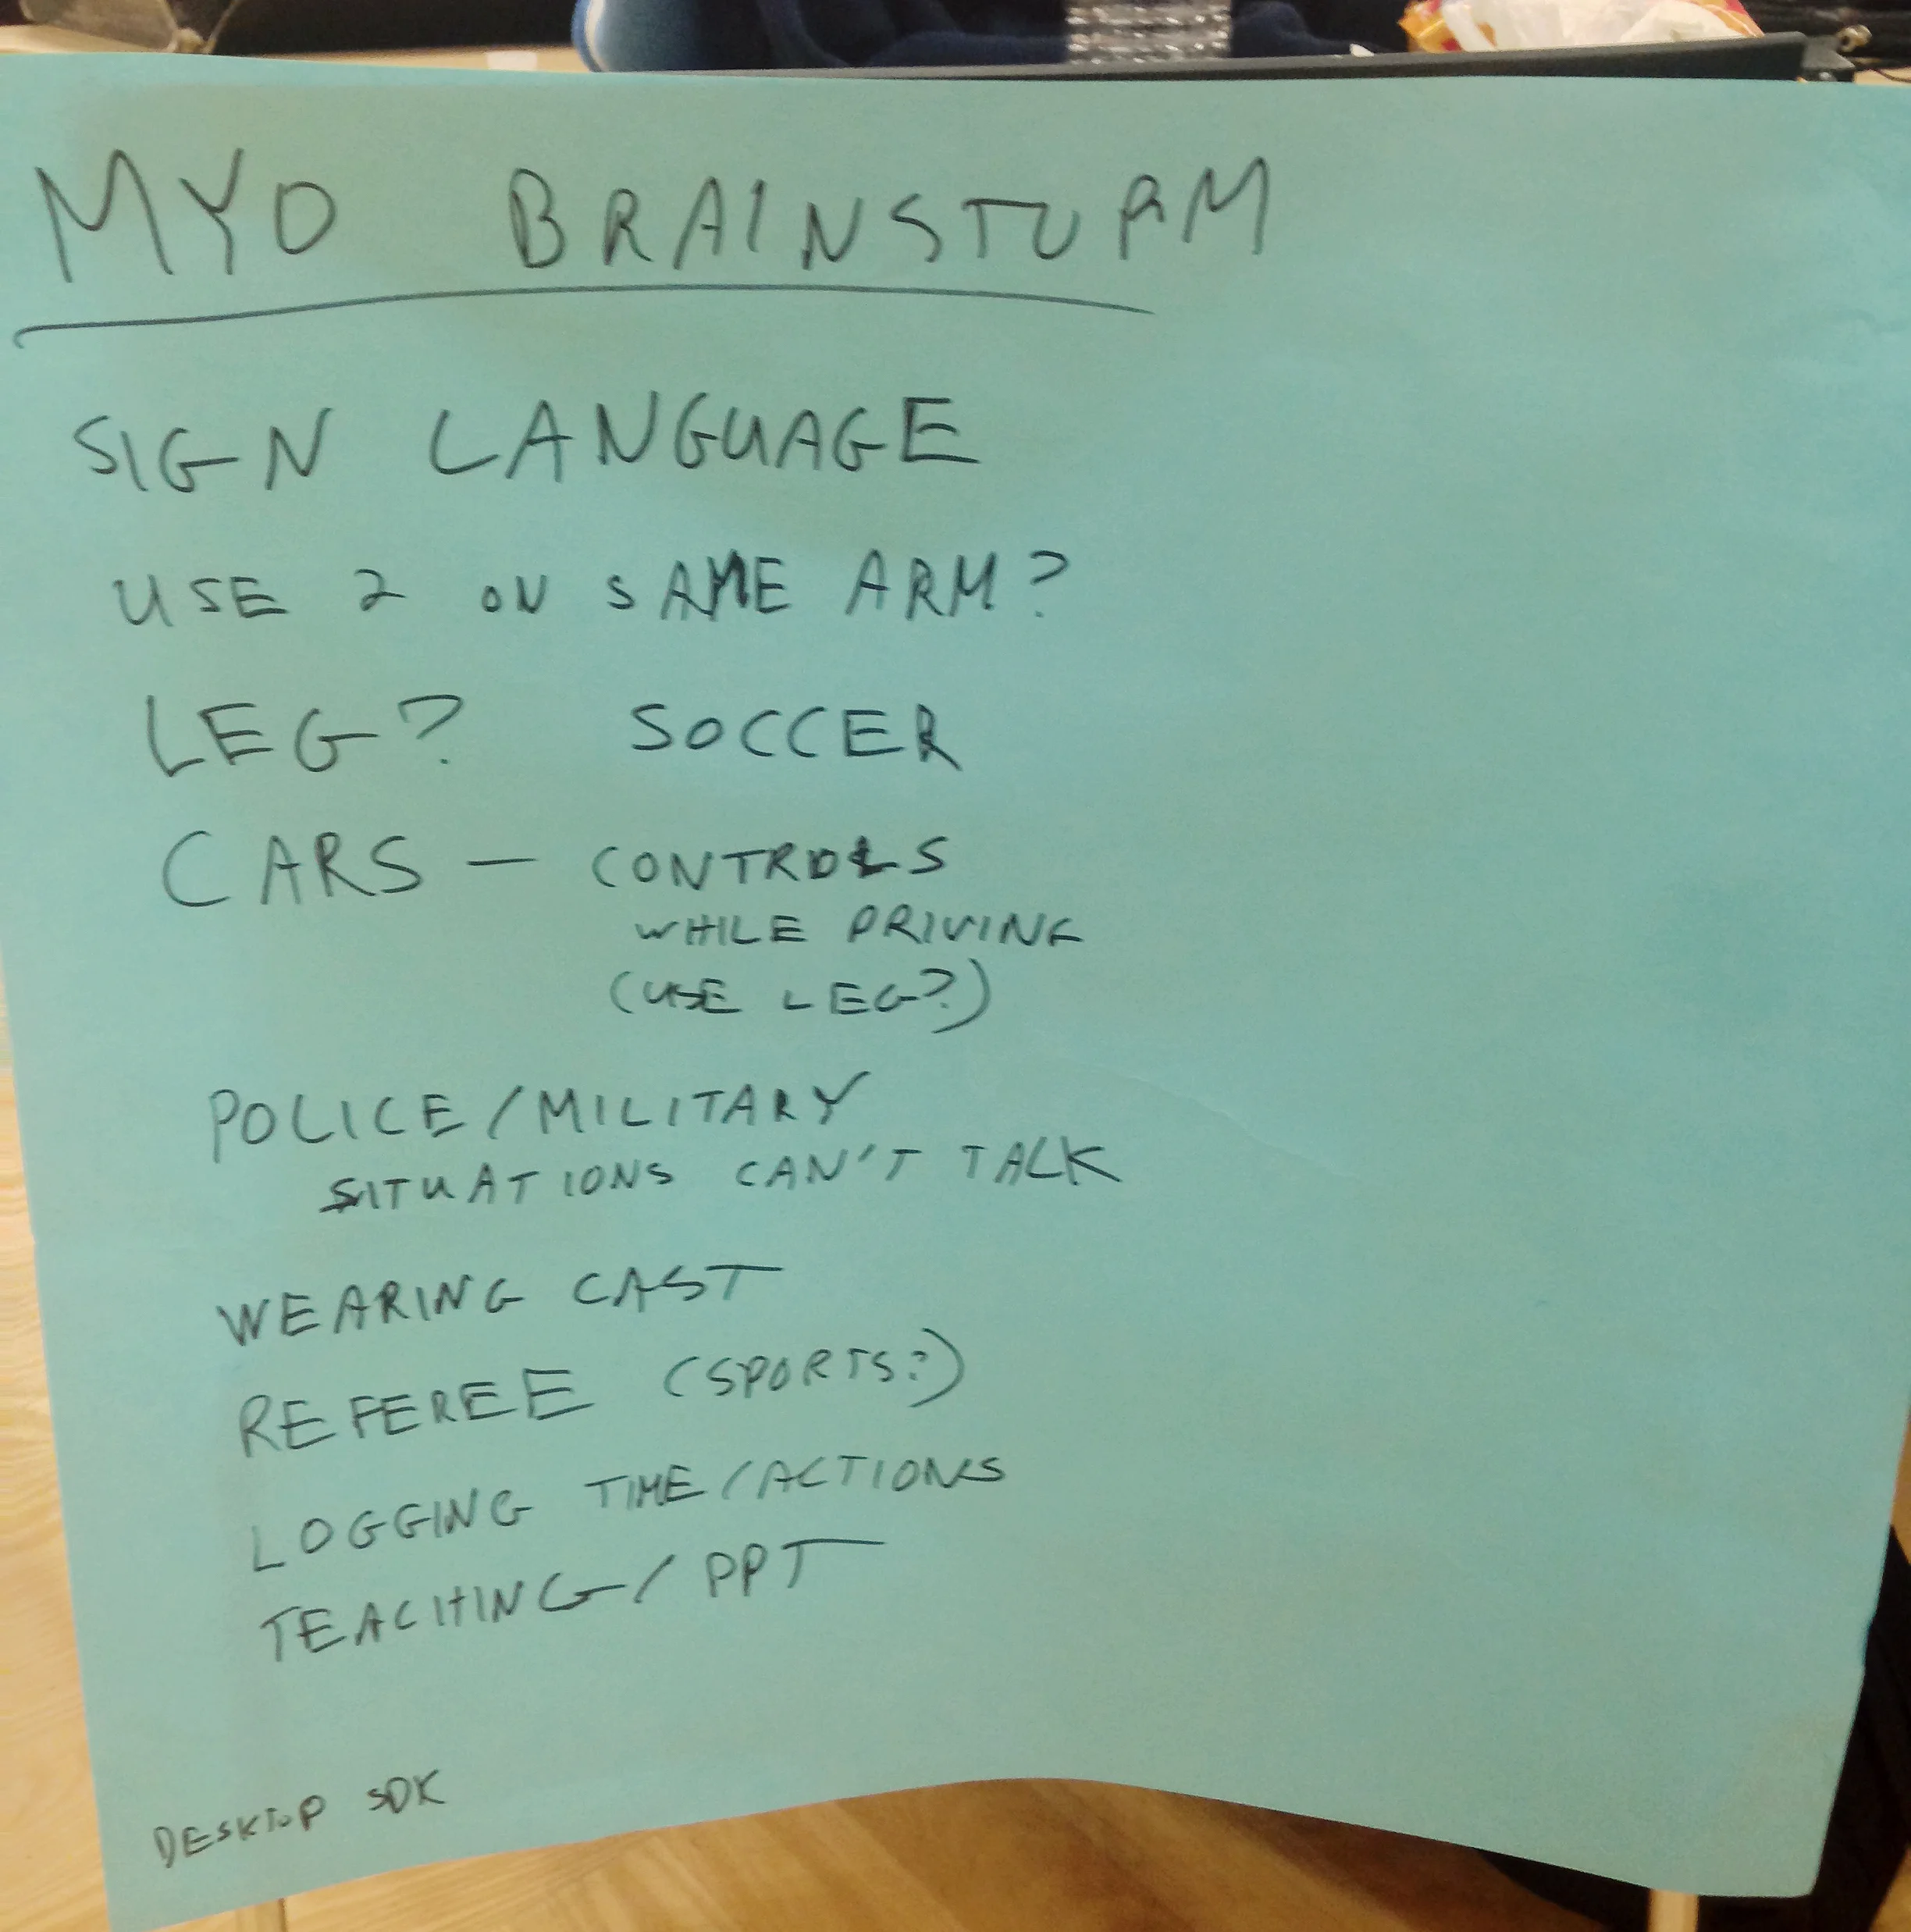 MYO BRAINSTORM
SIGN LANGUAGE
USE 2 ON SAME ARM?
LEG? SOCCER
CARS — CONTROLS
WHILE DRIVING
(USE LEG?)
POLICE/MILITARY
SITUATIONS CAN'T TALK
WEARING CAST
REFEREE (SPORTS?)
LOGGING TIME/ACTIONS
TEACHING/PPT
DESKTOP SDK